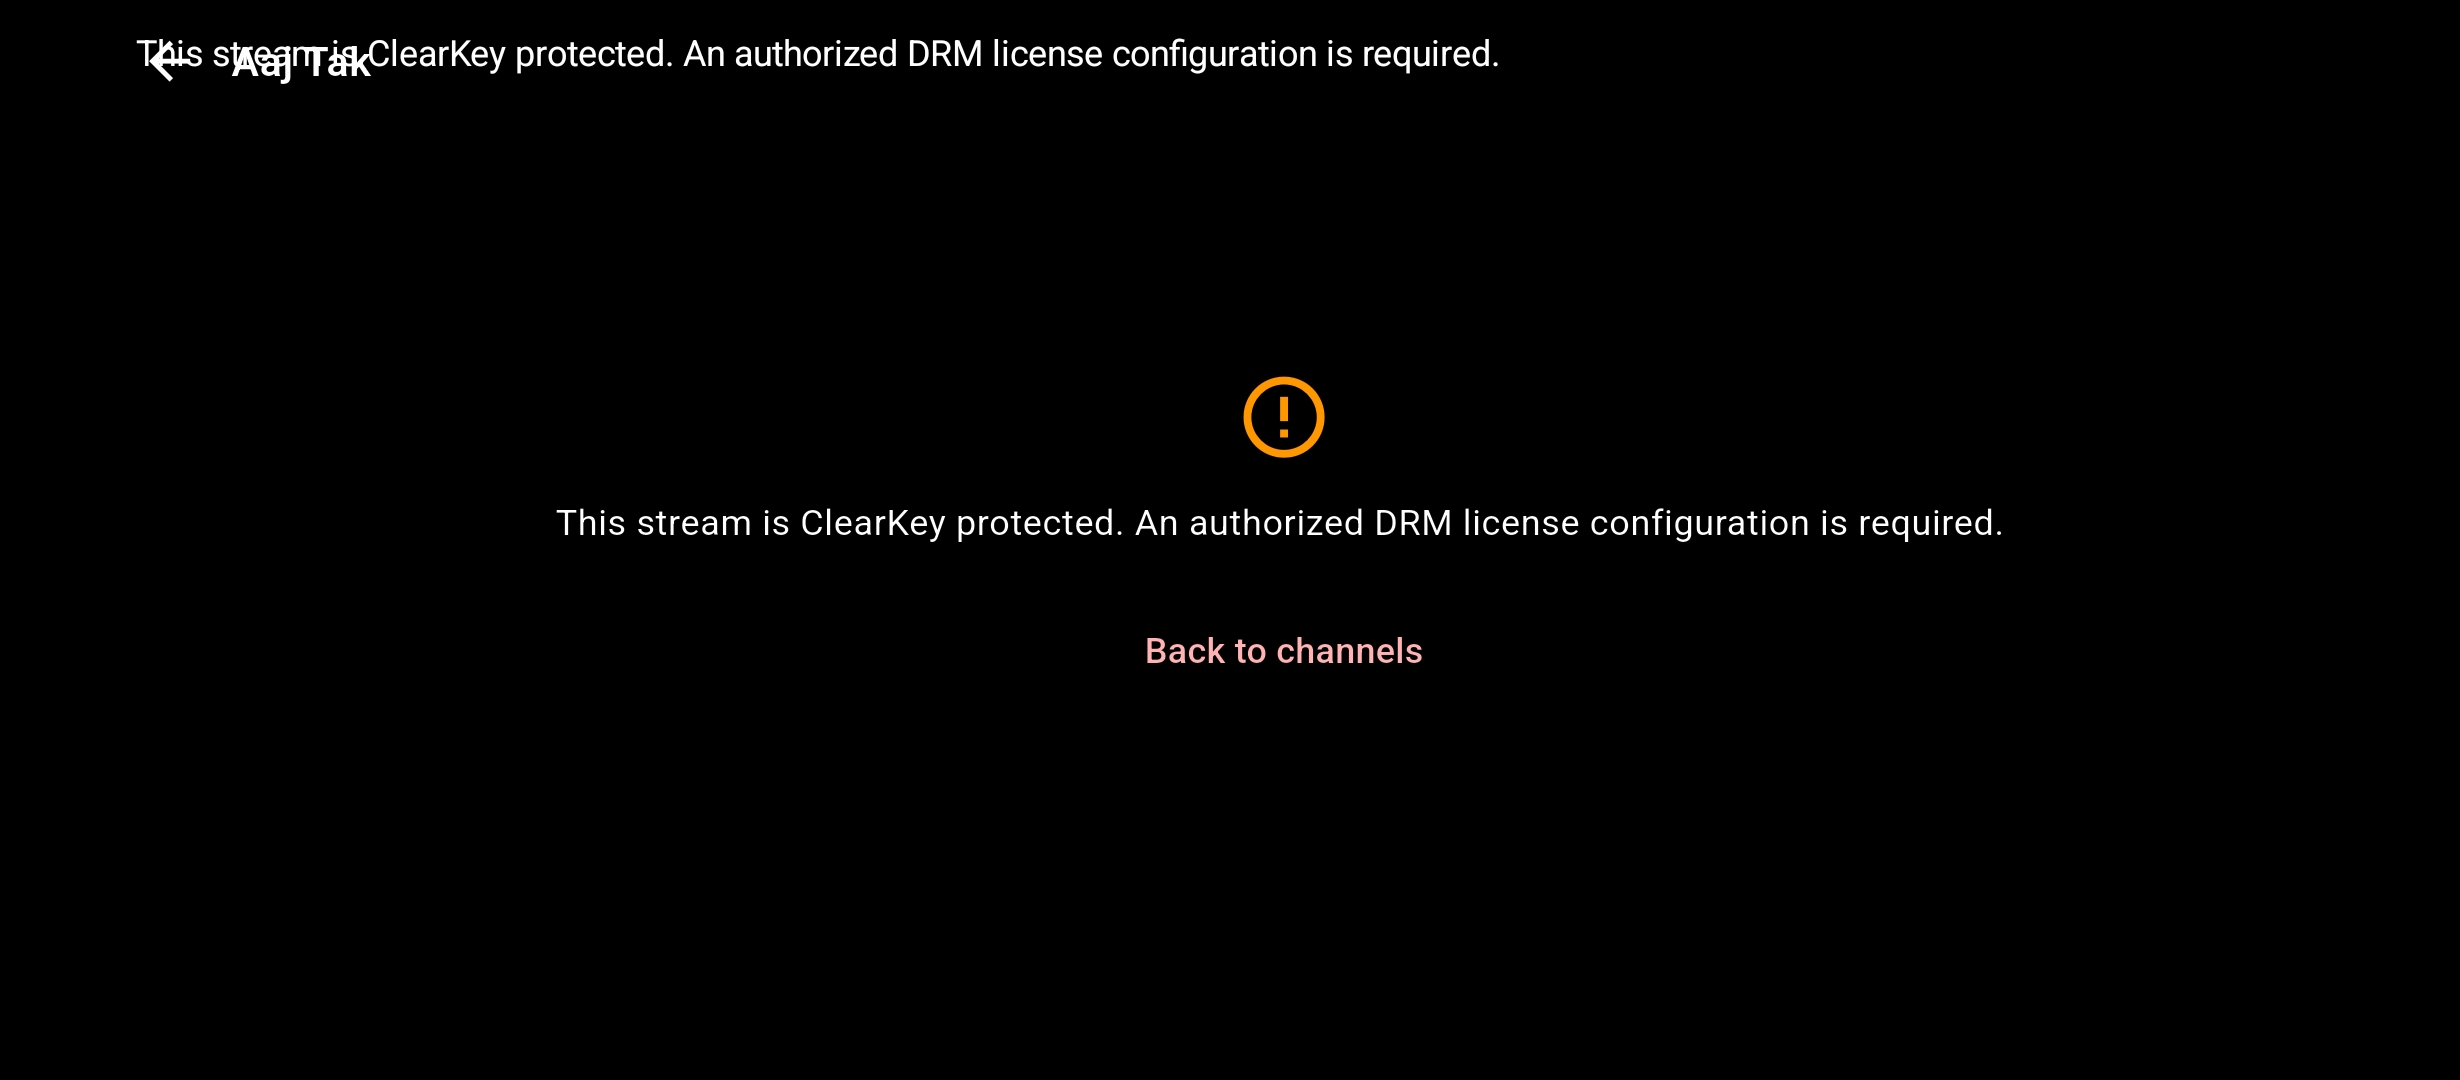 This stream is ClearKey protected. An authorized DRM license configuration is required.
Aaj Tak
This stream is ClearKey protected. An authorized DRM license configuration is required.
Back to channels